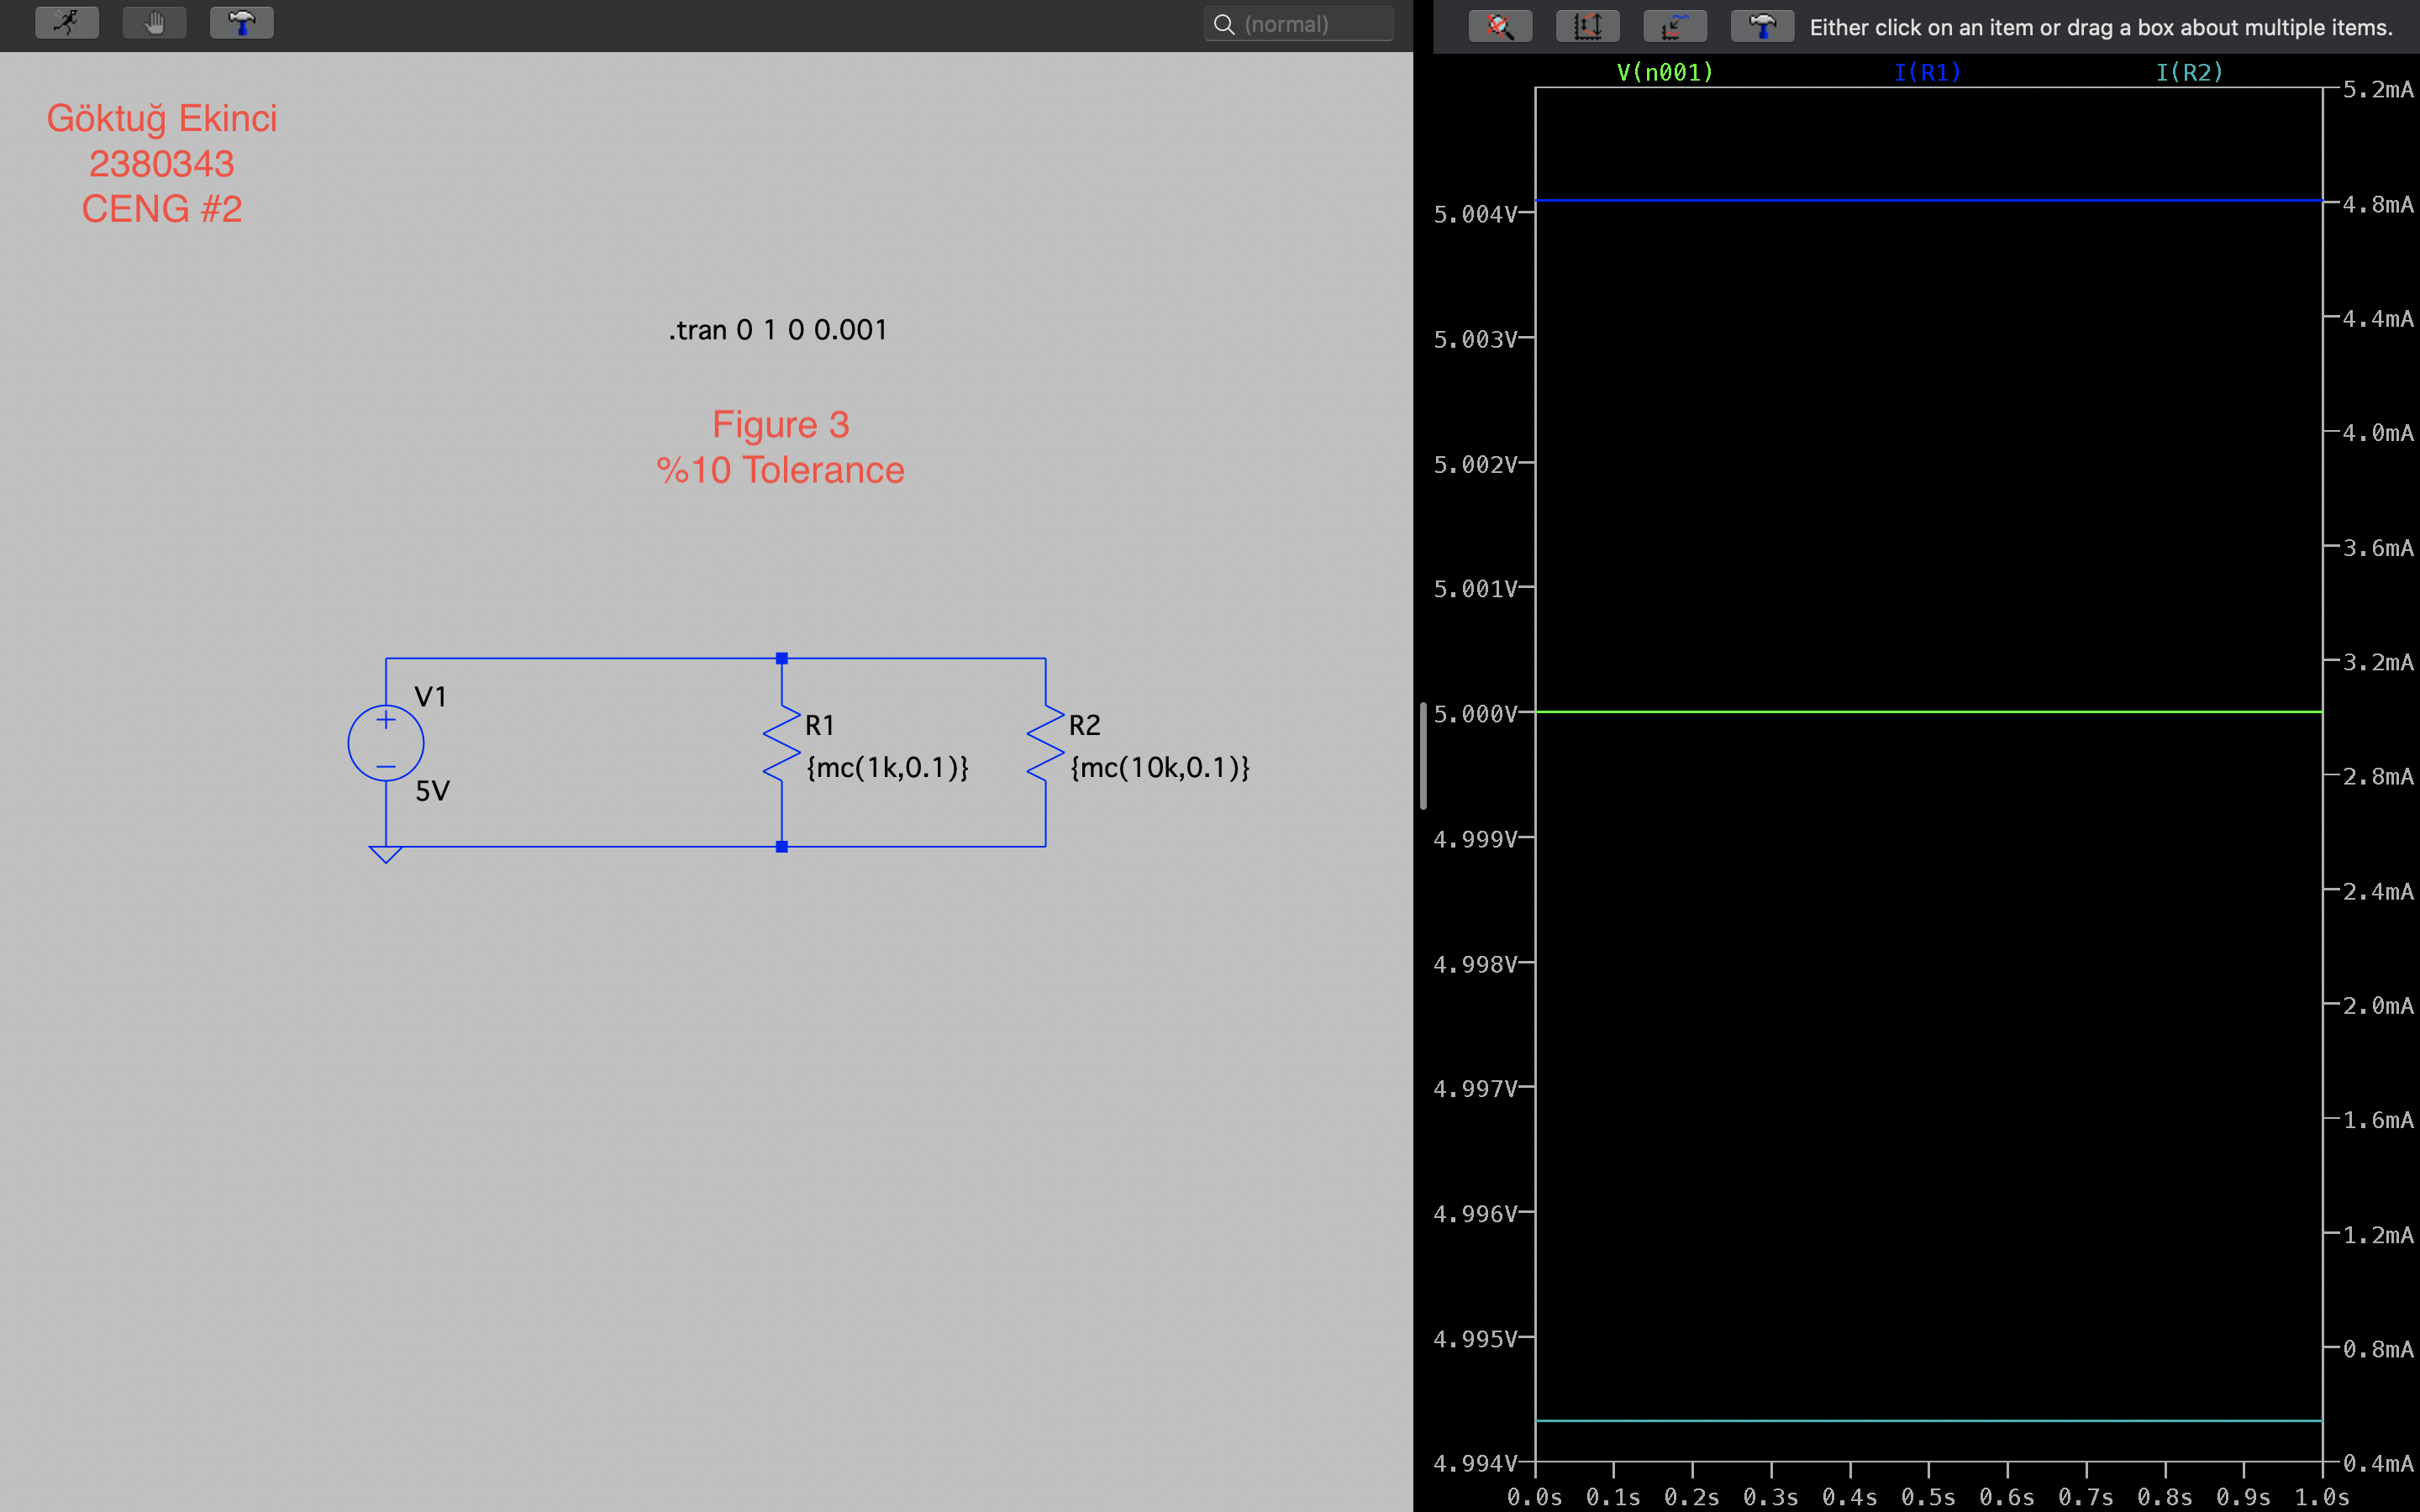 (normal)
Göktuğ Ekinci
2380343
CENG #2
.tran 0 1 0 0.001
Figure 3
%10 Tolerance
V1
5V
R1
{mc(1k,0.1)}
R2
{mc(10k,0.1)}
Either click on an item or drag a box about multiple items.
V(n001) I(R1) I(R2)
5.004V
5.003V
5.002V
5.001V
5.000V
4.999V
4.998V
4.997V
4.996V
4.995V
4.994V
5.2mA
4.8mA
4.4mA
4.0mA
3.6mA
3.2mA
2.8mA
2.4mA
2.0mA
1.6mA
1.2mA
0.8mA
0.4mA
0.0s 0.1s 0.2s 0.3s 0.4s 0.5s 0.6s 0.7s 0.8s 0.9s 1.0s